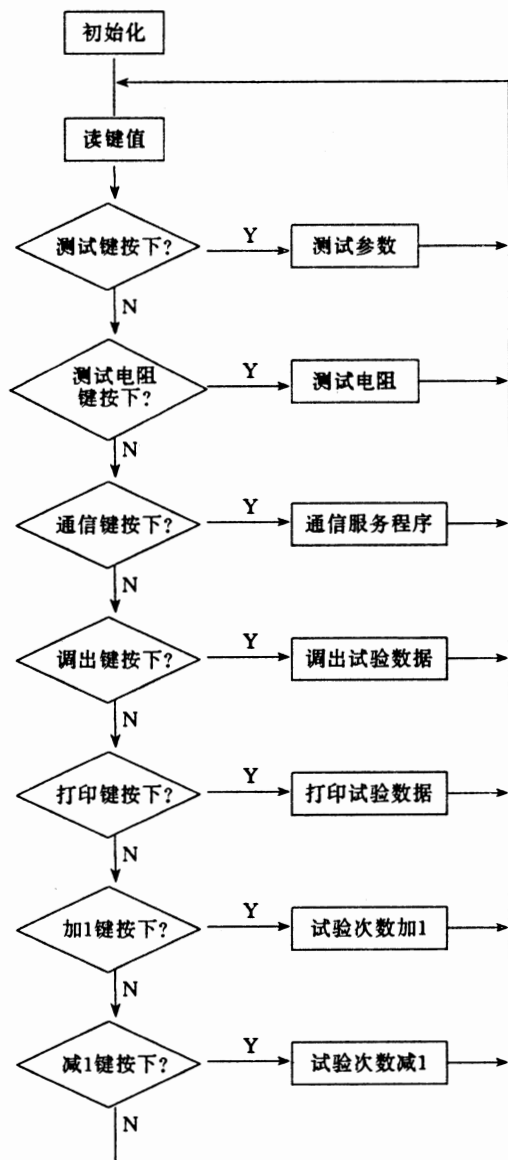 初始化
读键值
测试键按下?
Y
测试参数
N
测试电阻
键按下?
Y
测试电阻
N
通信键按下?
Y
通信服务程序
N
调出键按下?
Y
调出试验数据
N
打印键按下?
Y
打印试验数据
N
加1键按下?
Y
试验次数加1
N
减1键按下?
Y
试验次数减1
N